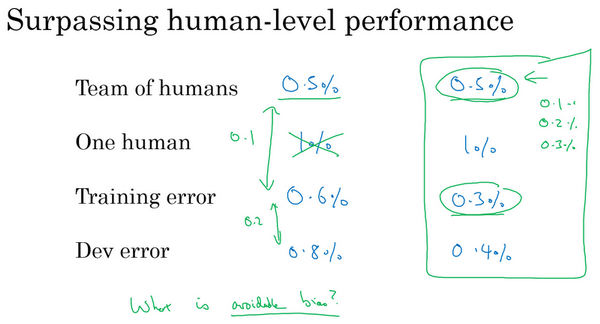 Surpassing human-level performance
Team of humans 0.5% 0.5%
0.1
0.2%
0.3%
One human 1% 1%
0.1
Training error 0.6% 0.3%
0.2
Dev error 0.8% 0.4%
What is avoidable bias?